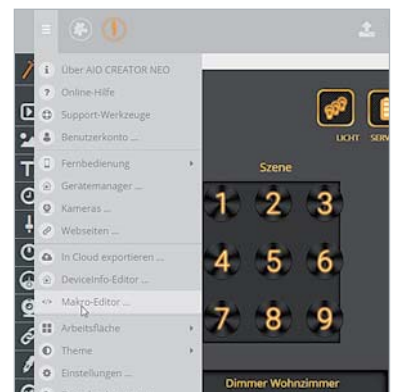 Über AID CREATOR NEO
Online-Hilfe
Support-Werkzeuge
Benutzerkonto ...
Fernbedienung
Gerätemanager ...
Kameras ...
Webseiten ...
In Cloud exportieren ...
DeviceInfo-Editor ...
Makro-Editor ...
Arbeitsfläche
Theme
Einstellungen ...
LICHT SERV
Szene
1 2 3
4 5 6
7 8 9
Dimmer Wohnzimmer